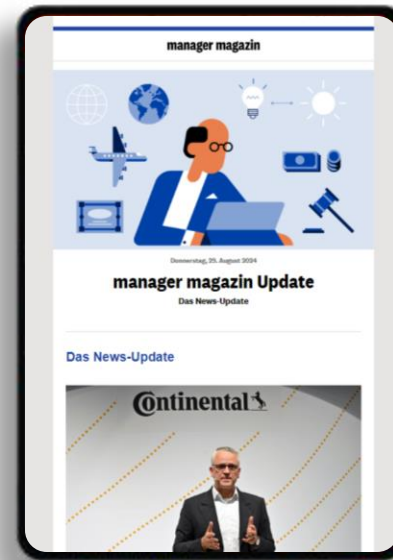 manager magazin
Donnerstag, 29. August 2024
manager magazin Update
Das News-Update
Das News-Update
Continental